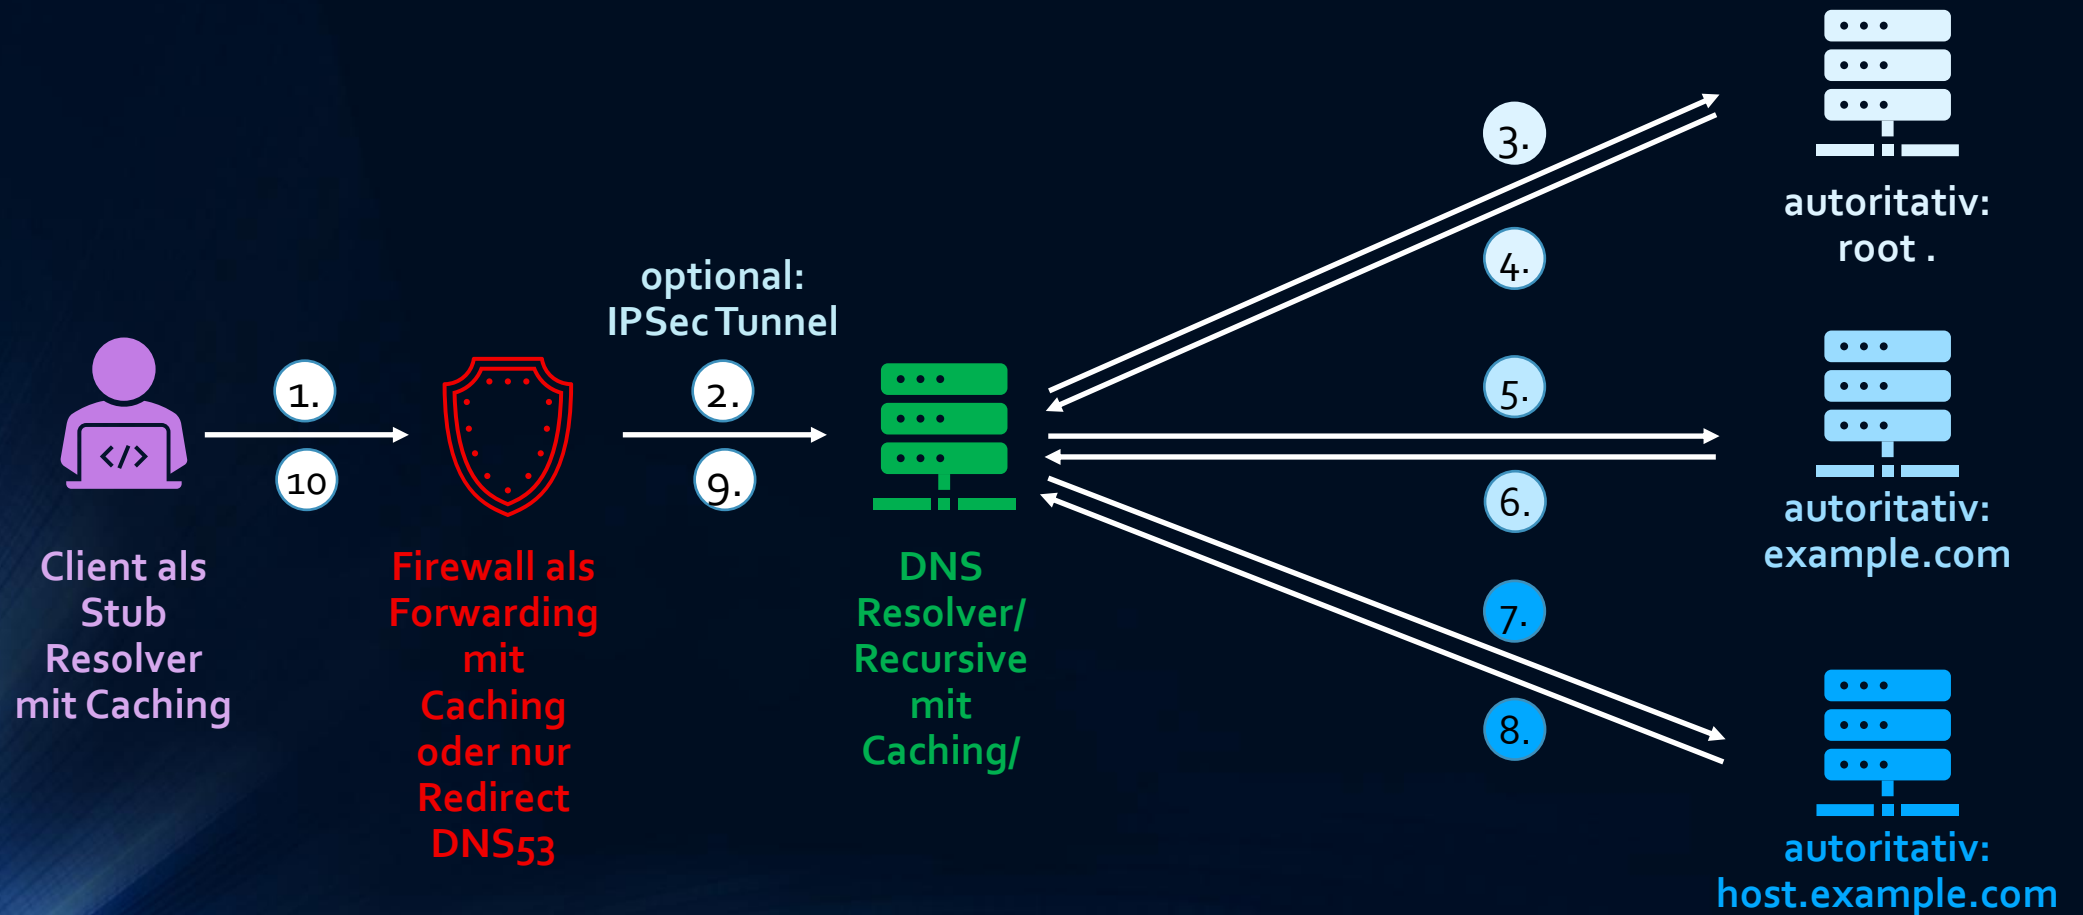 3.
autoritativ:
root .
4.
optional:
IPSec Tunnel
1.
2.
5.
10
9.
6.
autoritativ:
example.com
Client als
Stub
Resolver
mit Caching
Firewall als
Forwarding
mit
Caching
oder nur
Redirect
DNS53
DNS
Resolver/
Recursive
mit
Caching/
7.
8.
autoritativ:
host.example.com